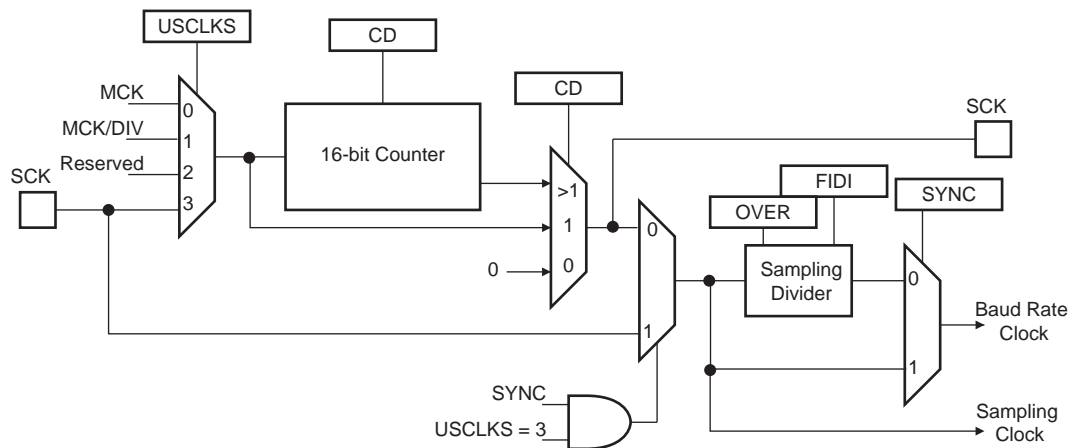 USCLKS
CD
CD
MCK
0
MCK/DIV
1
16-bit Counter
Reserved
2
SCK
3
SCK
>1
1
0
0
FIDI
OVER
SYNC
0
Sampling
Divider
0
Baud Rate
Clock
1
1
SYNC
USCLKS = 3
Sampling
Clock